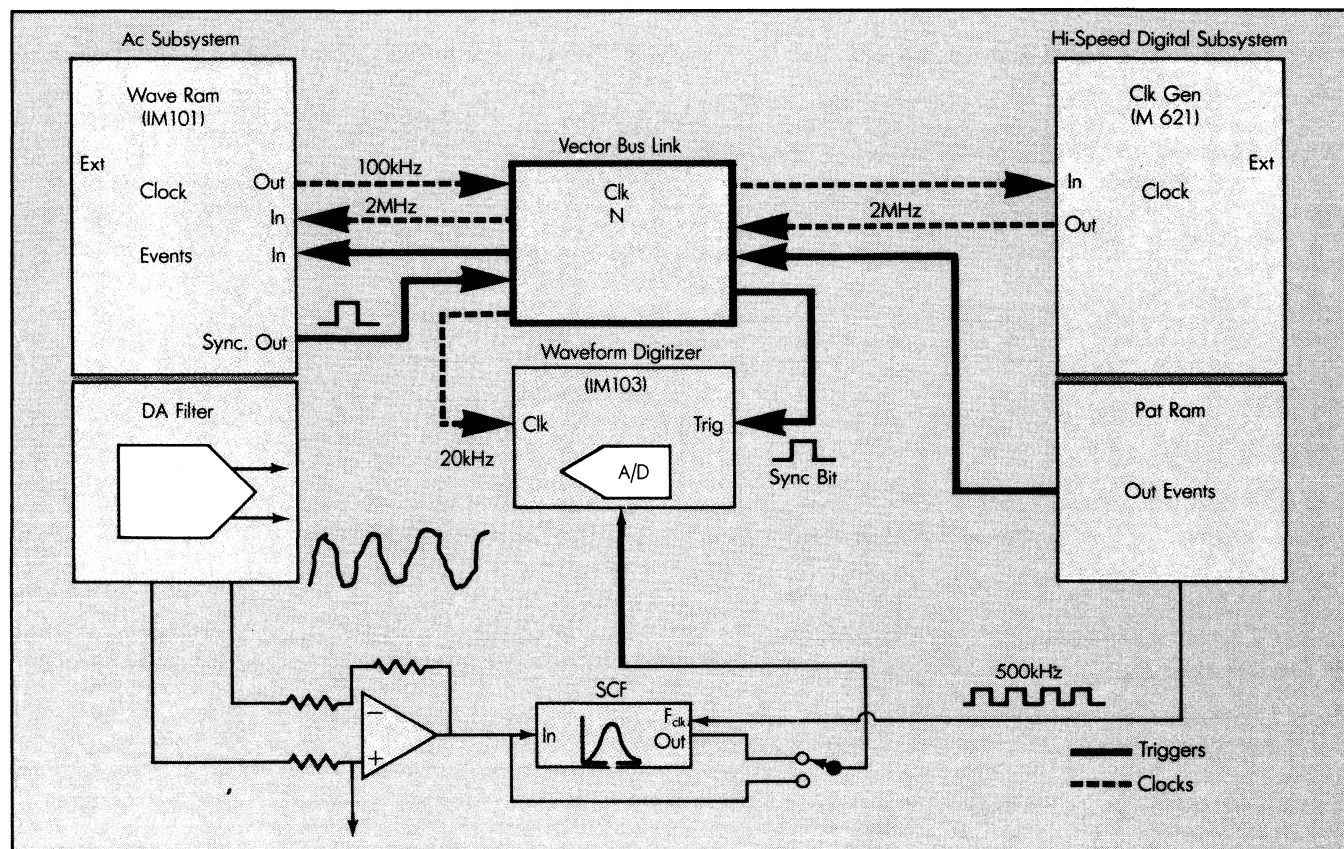 Ac Subsystem
Hi-Speed Digital Subsystem
Wave Ram
(IM101)
Ext
Clock
Out
In
Events
In
Sync. Out
100kHz
2MHz
Vector Bus Link
Clk
N
2MHz
Clk Gen
(M 621)
Ext
In
Clock
Out
Waveform Digitizer
(IM103)
Clk
Trig
A/D
20kHz
Sync Bit
DA Filter
Pat Ram
Out Events
500kHz
SCF
In
Fclk
Out
−
+
Triggers
Clocks